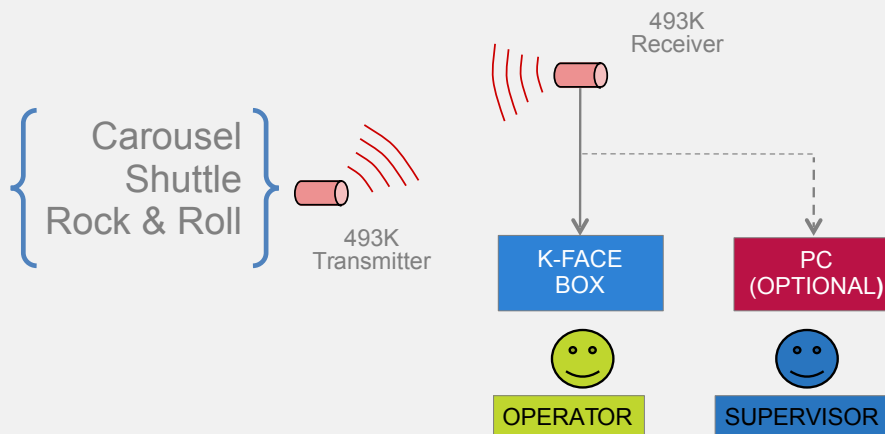 493K
Receiver
Carousel
Shuttle
Rock & Roll
493K
Transmitter
K-FACE
BOX
PC
(OPTIONAL)
OPERATOR
SUPERVISOR